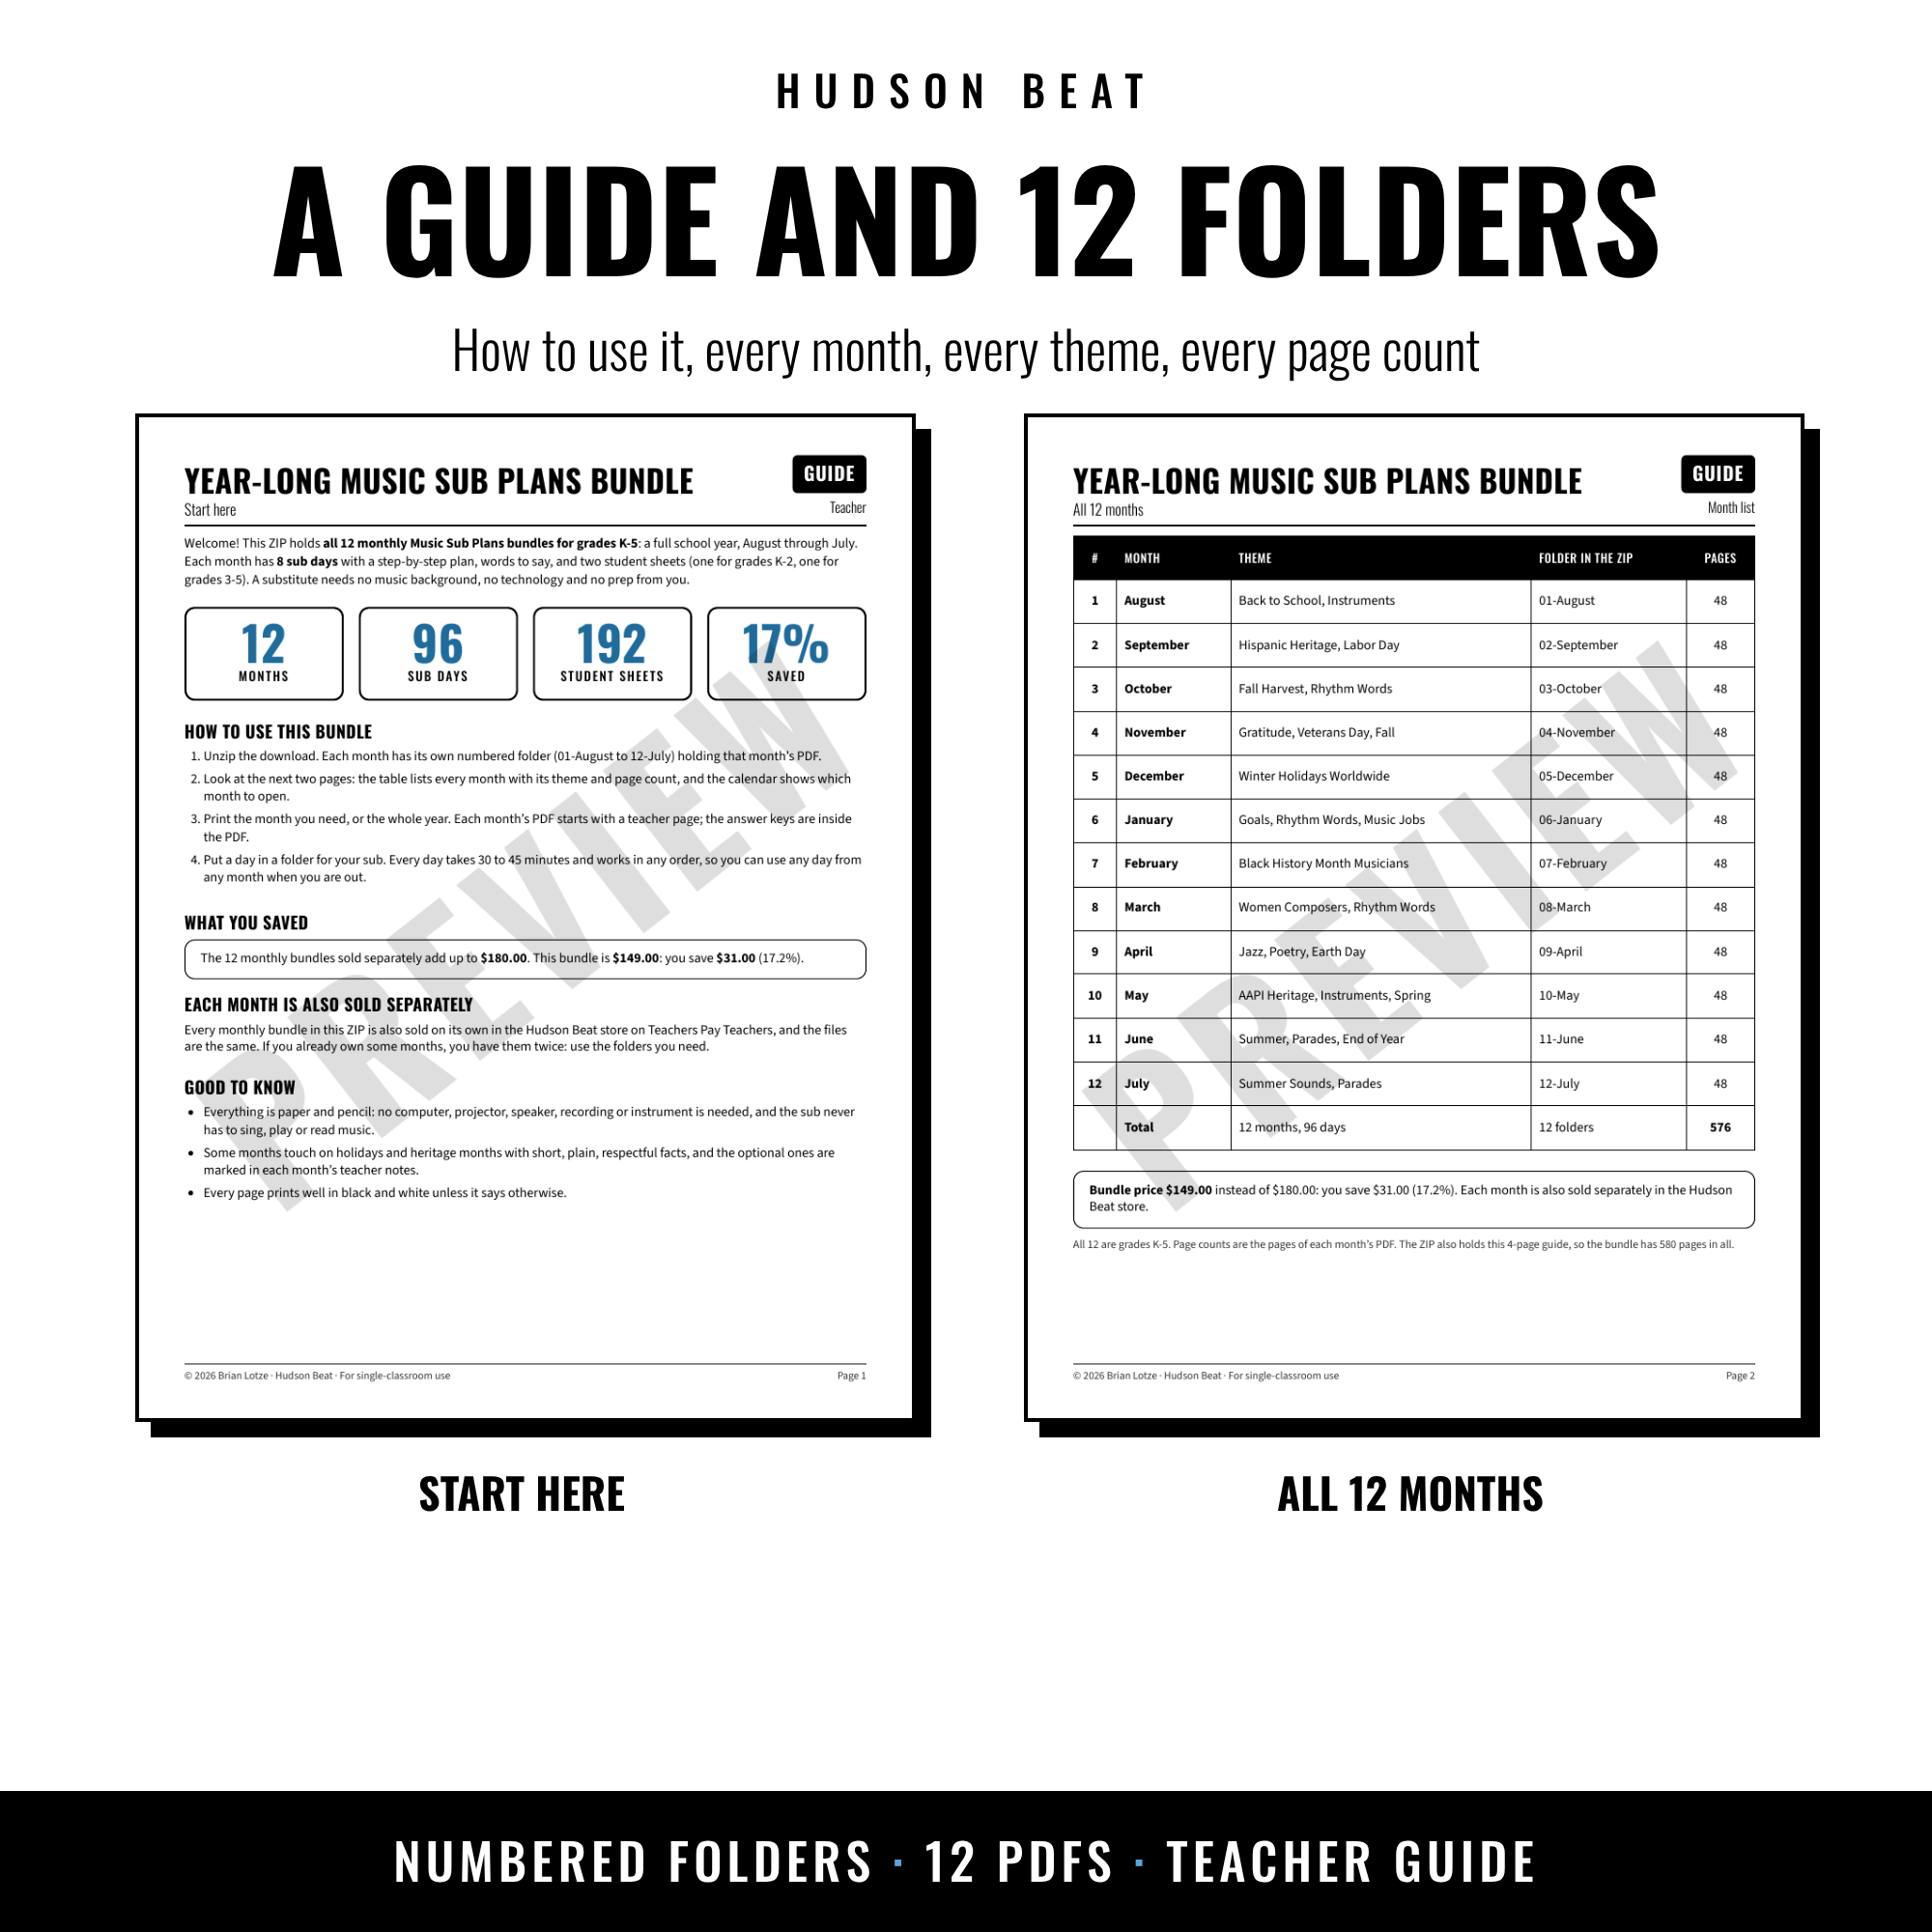 HUDSON BEAT
A GUIDE AND 12 FOLDERS
How to use it, every month, every theme, every page count
YEAR-LONG MUSIC SUB PLANS BUNDLE
GUIDE
Start here
Teacher
Welcome! This ZIP holds all 12 monthly Music Sub Plans bundles for grades K-5: a full school year, August through July.
Each month has 8 sub days with a step-by-step plan, words to say, and two student sheets (one for grades K-2, one for
grades 3-5). A substitute needs no music background, no technology and no prep from you.
12
MONTHS
96
SUB DAYS
192
STUDENT SHEETS
17%
SAVED
HOW TO USE THIS BUNDLE
1. Unzip the download. Each month has its own numbered folder (01-August to 12-July) holding that month's PDF.
2. Look at the next two pages: the table lists every month with its theme and page count, and the calendar shows which
month to open.
3. Print the month you need, or the whole year. Each month's PDF starts with a teacher page; the answer keys are inside
the PDF.
4. Put a day in a folder for your sub. Every day takes 30 to 45 minutes and works in any order, so you can use any day from
any month when you are out.
WHAT YOU SAVED
The 12 monthly bundles sold separately add up to $180.00. This bundle is $149.00: you save $31.00 (17.2%).
EACH MONTH IS ALSO SOLD SEPARATELY
Every monthly bundle in this ZIP is also sold on its own in the Hudson Beat store on Teachers Pay Teachers, and the files
are the same. If you already own some months, you have them twice: use the folders you need.
GOOD TO KNOW
• Everything is paper and pencil: no computer, projector, speaker, recording or instrument is needed, and the sub never
has to sing, play or read music.
• Some months touch on holidays and heritage months with short, plain, respectful facts, and the optional ones are
marked in each month's teacher notes.
• Every page prints well in black and white unless it says otherwise.
PREVIEW
© 2026 Brian Lotze · Hudson Beat · For single-classroom use
Page 1
START HERE
YEAR-LONG MUSIC SUB PLANS BUNDLE
GUIDE
All 12 months
Month list
# MONTH THEME FOLDER IN THE ZIP PAGES
1 August Back to School, Instruments 01-August 48
2 September Hispanic Heritage, Labor Day 02-September 48
3 October Fall Harvest, Rhythm Words 03-October 48
4 November Gratitude, Veterans Day, Fall 04-November 48
5 December Winter Holidays Worldwide 05-December 48
6 January Goals, Rhythm Words, Music Jobs 06-January 48
7 February Black History Month Musicians 07-February 48
8 March Women Composers, Rhythm Words 08-March 48
9 April Jazz, Poetry, Earth Day 09-April 48
10 May AAPI Heritage, Instruments, Spring 10-May 48
11 June Summer, Parades, End of Year 11-June 48
12 July Summer Sounds, Parades 12-July 48
Total 12 months, 96 days 12 folders 576
Bundle price $149.00 instead of $180.00: you save $31.00 (17.2%). Each month is also sold separately in the Hudson
Beat store.
All 12 are grades K-5. Page counts are the pages of each month's PDF. The ZIP also holds this 4-page guide, so the bundle has 580 pages in all.
PREVIEW
© 2026 Brian Lotze · Hudson Beat · For single-classroom use
Page 2
ALL 12 MONTHS
NUMBERED FOLDERS · 12 PDFS · TEACHER GUIDE